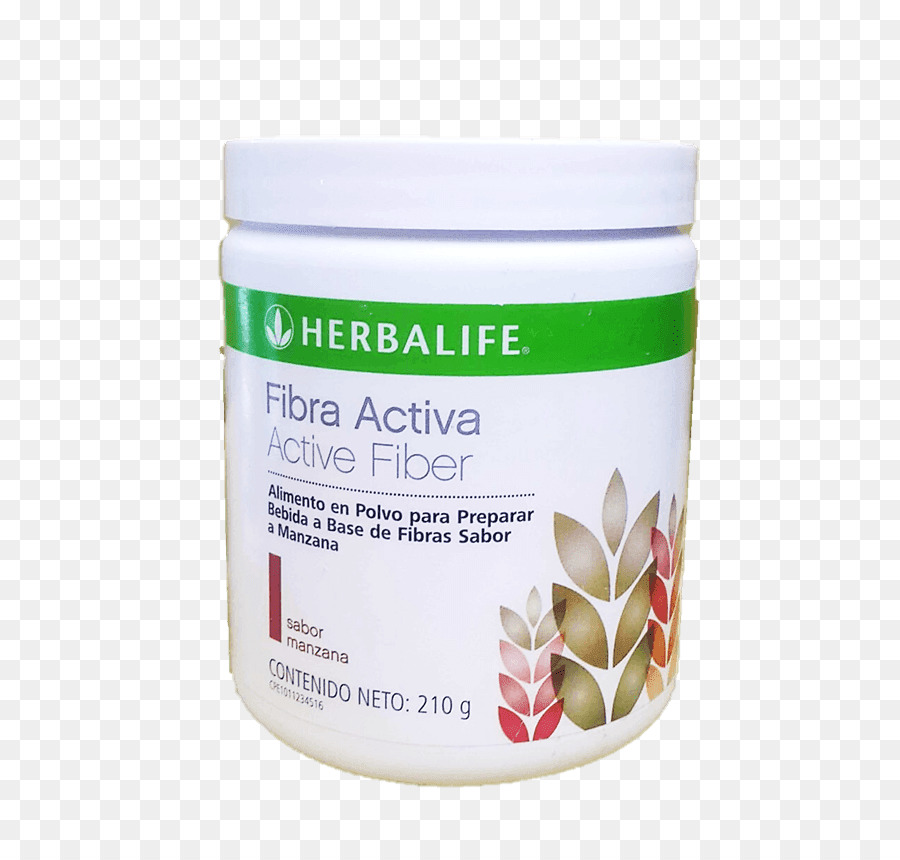 HERBALIFE®
Fibra Activa
Active Fiber
Alimento en Polvo para Preparar
Bebida a Base de Fibras Sabor
a Manzana
sabor
manzana
CONTENIDO NETO: 210 g
CPE1011234516